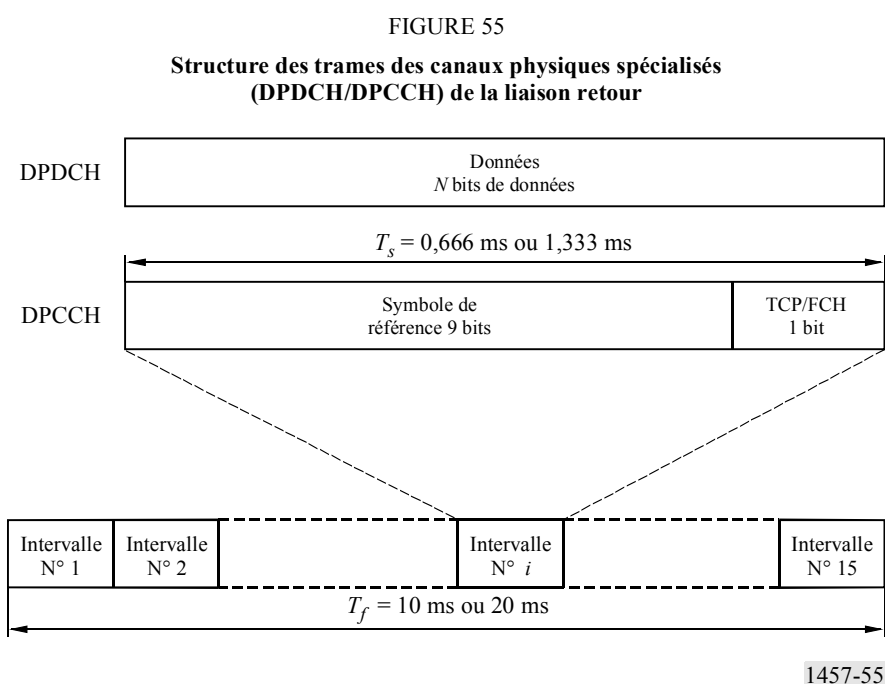 FIGURE 55
Structure des trames des canaux physiques spécialisés
(DPDCH/DPCCH) de la liaison retour
DPDCH
Données
N bits de données
T_s = 0,666 ms ou 1,333 ms
DPCCH
Symbole de
référence 9 bits
TCP/FCH
1 bit
Intervalle
N° 1
Intervalle
N° 2
Intervalle
N° i
Intervalle
N° 15
T_f = 10 ms ou 20 ms
1457-55